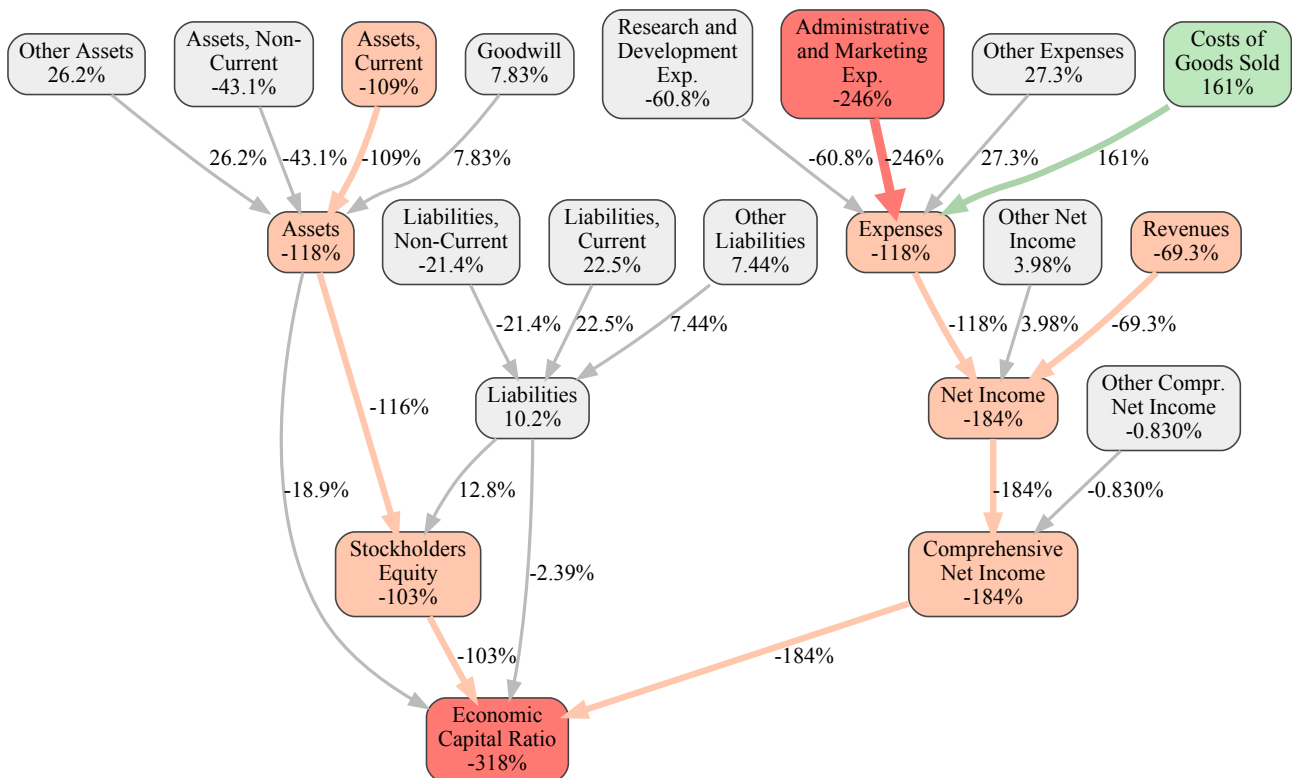 Other Assets
26.2%
Assets, Non-
Current
-43.1%
Assets,
Current
-109%
Goodwill
7.83%
Research and
Development
Exp.
-60.8%
Administrative
and Marketing
Exp.
-246%
Other Expenses
27.3%
Costs of
Goods Sold
161%
26.2%
-43.1%
-109%
7.83%
-60.8%
-246%
27.3%
161%
Assets
-118%
Liabilities,
Non-Current
-21.4%
Liabilities,
Current
22.5%
Other
Liabilities
7.44%
Expenses
-118%
Other Net
Income
3.98%
Revenues
-69.3%
-21.4%
22.5%
7.44%
-118%
3.98%
-69.3%
-116%
Liabilities
10.2%
Net Income
-184%
Other Compr.
Net Income
-0.830%
-18.9%
12.8%
-184%
-0.830%
Stockholders
Equity
-103%
-2.39%
Comprehensive
Net Income
-184%
-103%
-184%
Economic
Capital Ratio
-318%